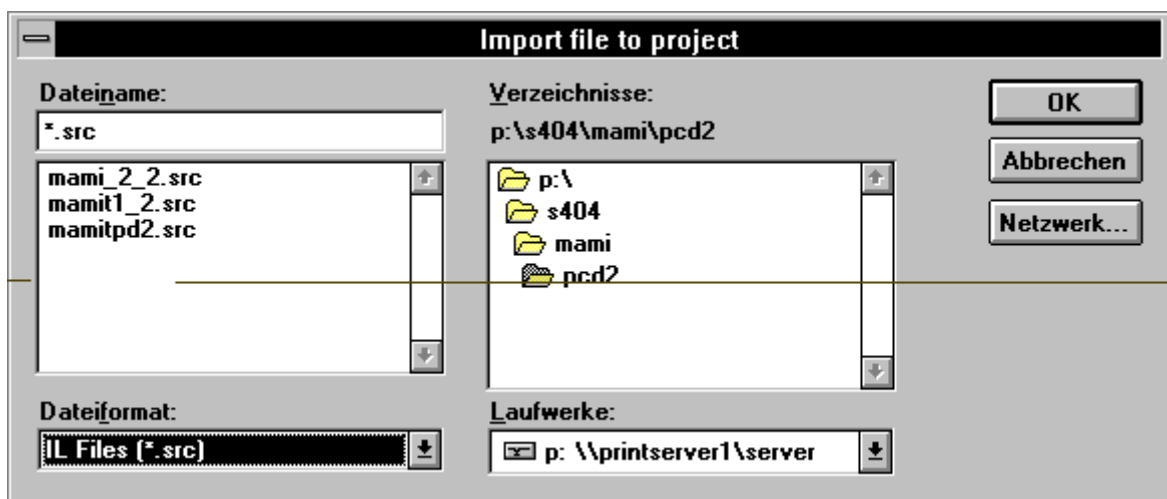 Import file to project
Dateiname:
*.src
mami_2_2.src
mamit1_2.src
mamitpd2.src
Dateiformat:
IL Files (*.src)
Verzeichnisse:
p:\s404\mami\pcd2
p:\
s404
mami
pcd2
Laufwerke:
p: \\printserver1\server
OK
Abbrechen
Netzwerk...